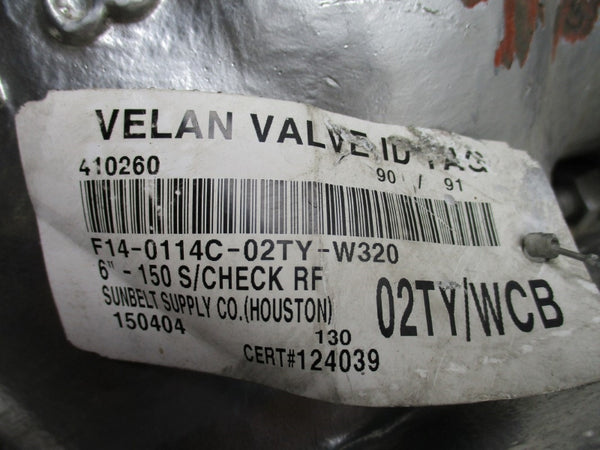 VELAN VALVE ID TAG
410260
90 / 91
F14-0114C-02TY-W320
6" - 150 S/CHECK RF
SUNBELT SUPPLY CO.(HOUSTON)
02TY/WCB
150404
130
CERT#124039